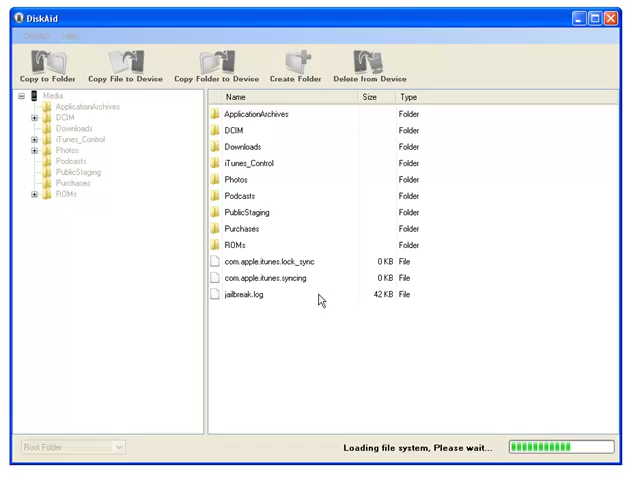 DiskAid
Help
Copy to Folder Copy File to Device Copy Folder to Device Create Folder Delete from Device
Media
ApplicationArchives
DCIM
Downloads
iTunes_Control
Photos
Podcasts
PublicStaging
Purchases
ROMs
Name Size Type
ApplicationArchives Folder
DCIM Folder
Downloads Folder
iTunes_Control Folder
Photos Folder
Podcasts Folder
PublicStaging Folder
Purchases Folder
ROMs Folder
com.apple.itunes.lock_sync 0 KB File
com.apple.itunes.syncing 0 KB File
jailbreak.log 42 KB File
Root Folder
Loading file system, Please wait...